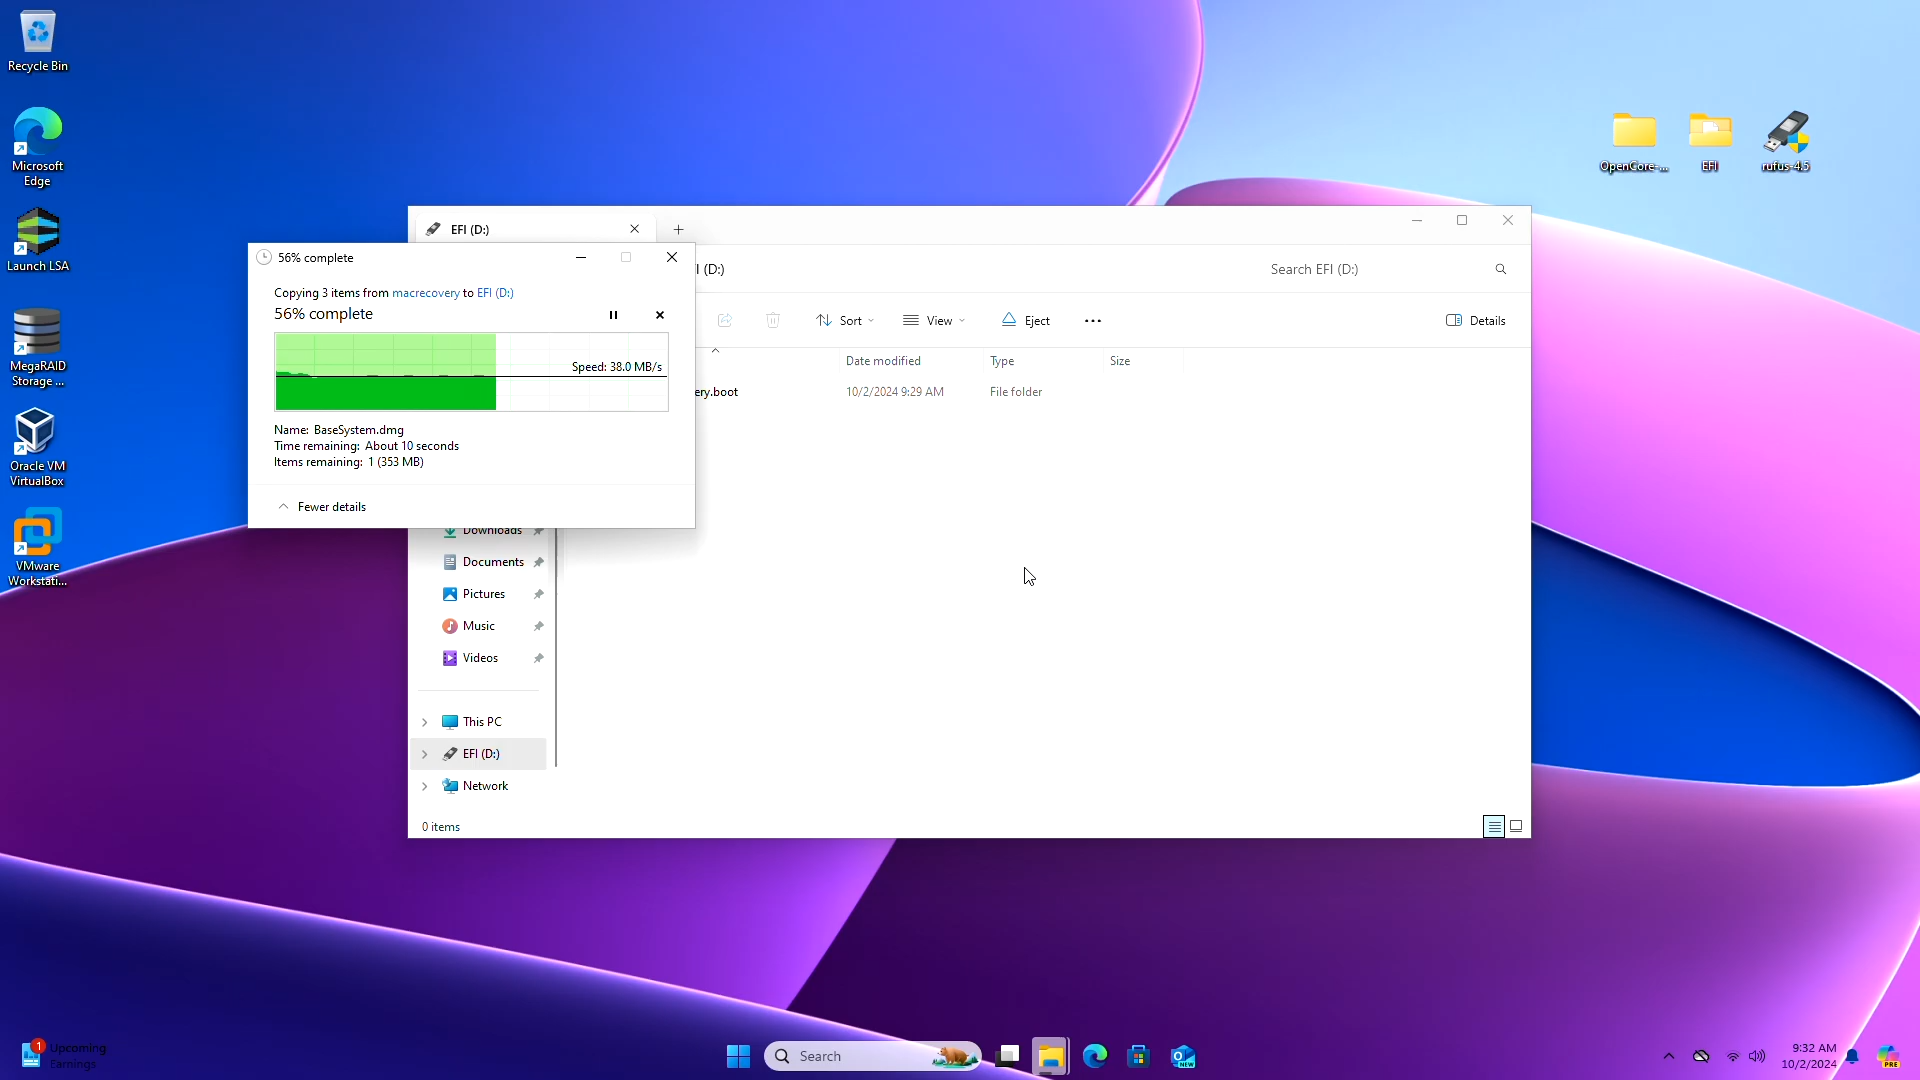 Recycle Bin
Microsoft
Edge
Launch LSA
MegaRAID
Storage ...
Oracle VM
VirtualBox
VMware
Workstati...
OpenCore-...
EFI
rufus-4.5
EFI (D:)
(D:)
Search EFI (D:)
Sort
View
Eject
Details
Date modified
Type
Size
ery.boot
10/2/2024 9:29 AM
File folder
56% complete
Copying 3 items from macrecovery to EFI (D:)
56% complete
Speed: 38.0 MB/s
Name: BaseSystem.dmg
Time remaining: About 10 seconds
Items remaining: 1 (353 MB)
Fewer details
Downloads
Documents
Pictures
Music
Videos
This PC
EFI (D:)
Network
0 items
1
Upcoming
Earnings
Search
NEW
9:32 AM
10/2/2024
PRE